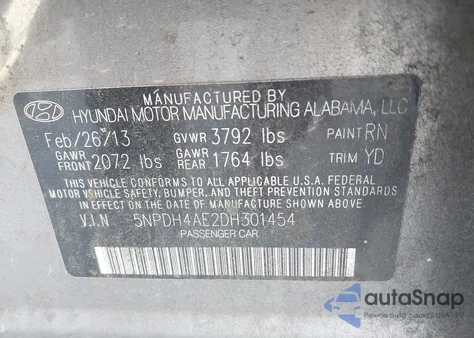 MANUFACTURED BY
HYUNDAI MOTOR MANUFACTURING ALABAMA, LLC
Feb/26/13 GVWR 3792 lbs PAINT RN
GAWR FRONT 2072 lbs GAWR REAR 1764 lbs TRIM YD
THIS VEHICLE CONFORMS TO ALL APPLICABLE U.S.A. FEDERAL
MOTOR VEHICLE SAFETY, BUMPER, AND THEFT PREVENTION
STANDARDS IN EFFECT ON THE
DATE OF MANUFACTURE SHOWN ABOVE
V.I.N 5NPDH4AE2DH301454
PASSENGER CAR
autoSnap